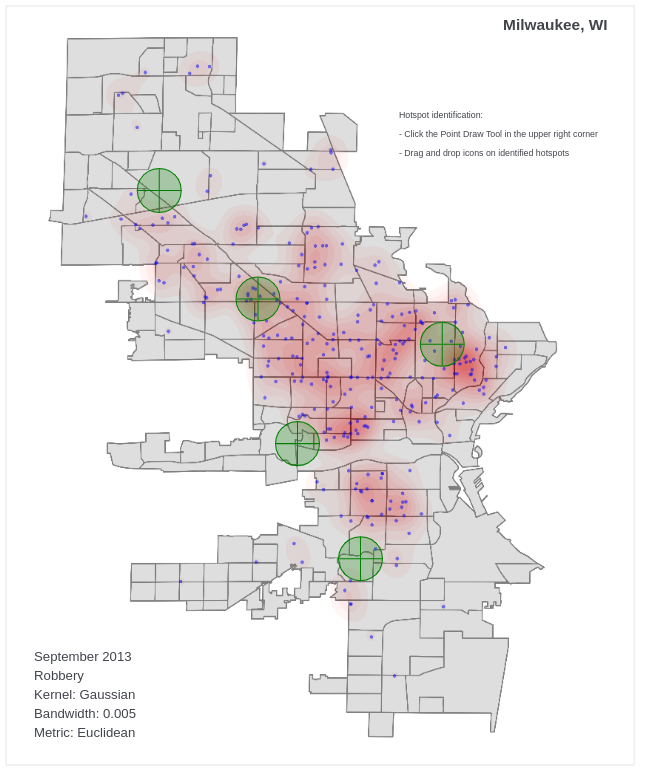 Milwaukee, WI
Hotspot identification:
- Click the Point Draw Tool in the upper right corner
- Drag and drop icons on identified hotspots
September 2013
Robbery
Kernel: Gaussian
Bandwidth: 0.005
Metric: Euclidean